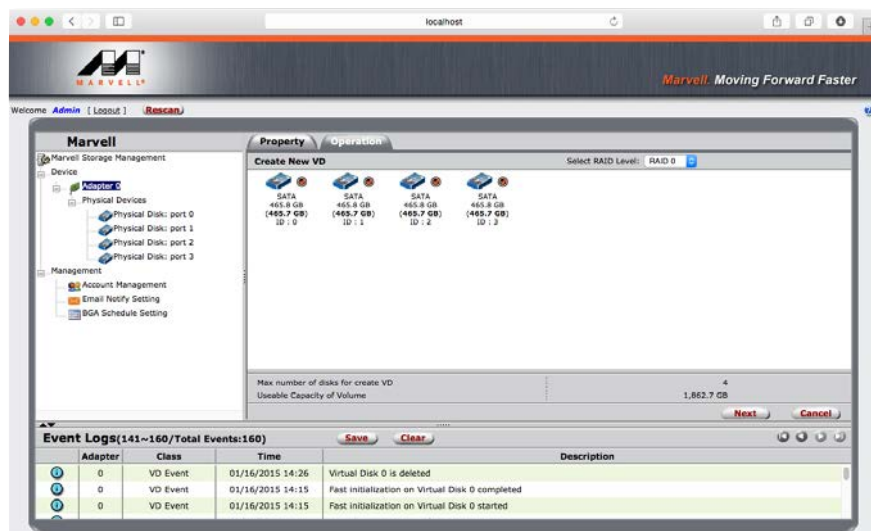 localhost
MARVELL®
Marvell. Moving Forward Faster
Welcome Admin [ Logout ] Rescan
Marvell
Marvell Storage Management
Device
Adapter 0
Physical Devices
Physical Disk: port 0
Physical Disk: port 1
Physical Disk: port 2
Physical Disk: port 3
Management
Account Management
Email Notify Setting
BGA Schedule Setting
Property Operation
Create New VD Select RAID Level: RAID 0
SATA SATA SATA SATA
465.8 GB 465.8 GB 465.8 GB 465.8 GB
(465.7 GB) (465.7 GB) (465.7 GB) (465.7 GB)
ID : 0 ID : 1 ID : 2 ID : 3
Max number of disks for create VD 4
Useable Capacity of Volume 1,862.7 GB
Next Cancel
Event Logs(141~160/Total Events:160) Save Clear
Adapter Class Time Description
0 VD Event 01/16/2015 14:26 Virtual Disk 0 is deleted
0 VD Event 01/16/2015 14:15 Fast initialization on Virtual Disk 0 completed
0 VD Event 01/16/2015 14:15 Fast initialization on Virtual Disk 0 started